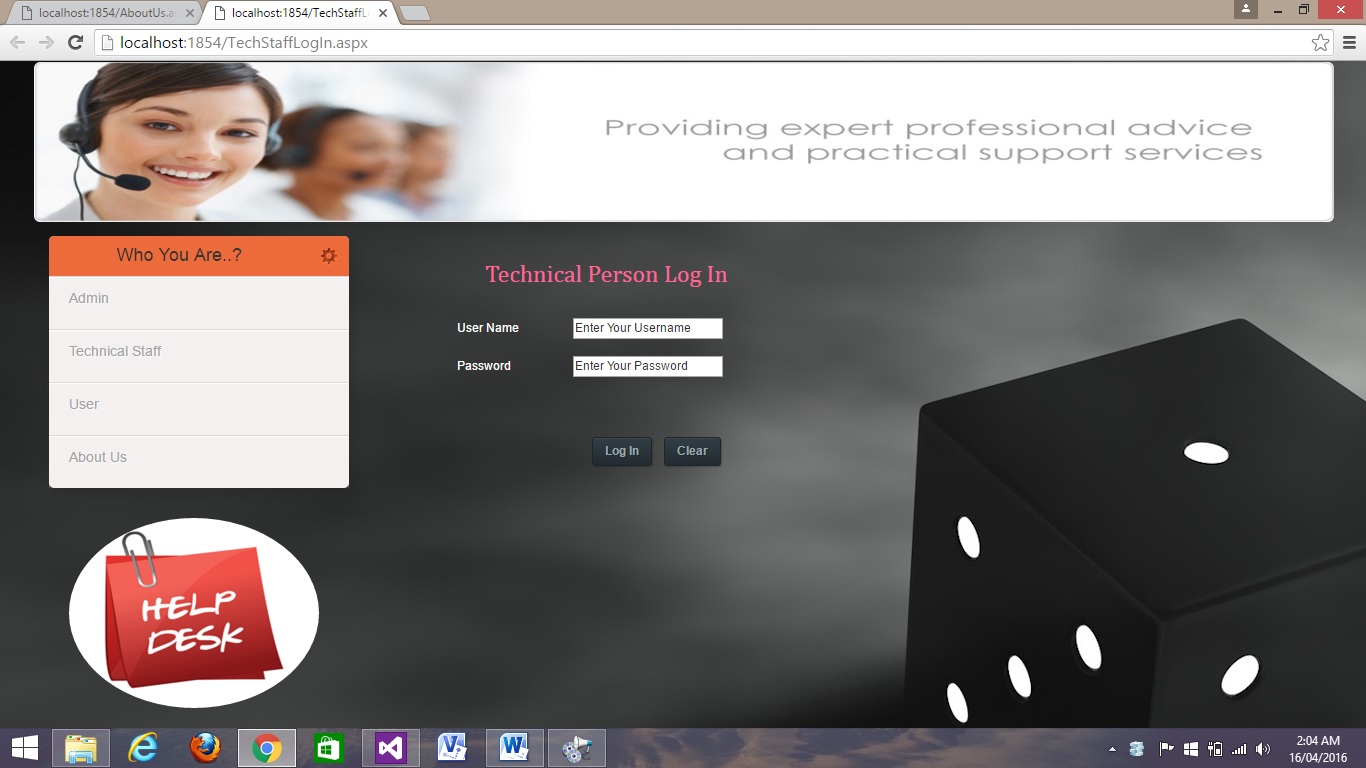 localhost:1854/AboutUs.as
localhost:1854/TechStaffL
localhost:1854/TechStaffLogIn.aspx
Providing expert professional advice
and practical support services
Who You Are..?
Admin
Technical Staff
User
About Us
Technical Person Log In
User Name
Enter Your Username
Password
Enter Your Password
Log In
Clear
HELP
DESK
2:04 AM
16/04/2016